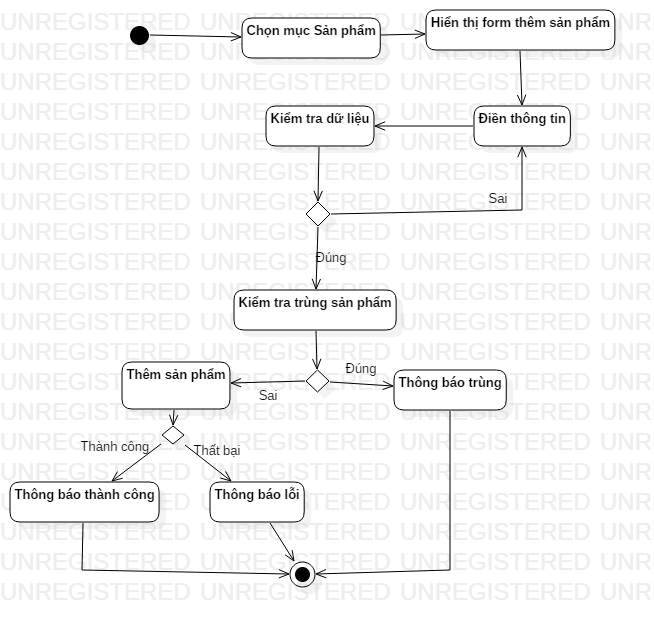 Chọn mục Sản phẩm
Hiển thị form thêm sản phẩm
Kiểm tra dữ liệu
Điền thông tin
Sai
Đúng
Kiểm tra trùng sản phẩm
Thêm sản phẩm
Đúng
Thông báo trùng
Sai
Thành công
Thất bại
Thông báo thành công
Thông báo lỗi
UNREGISTERED